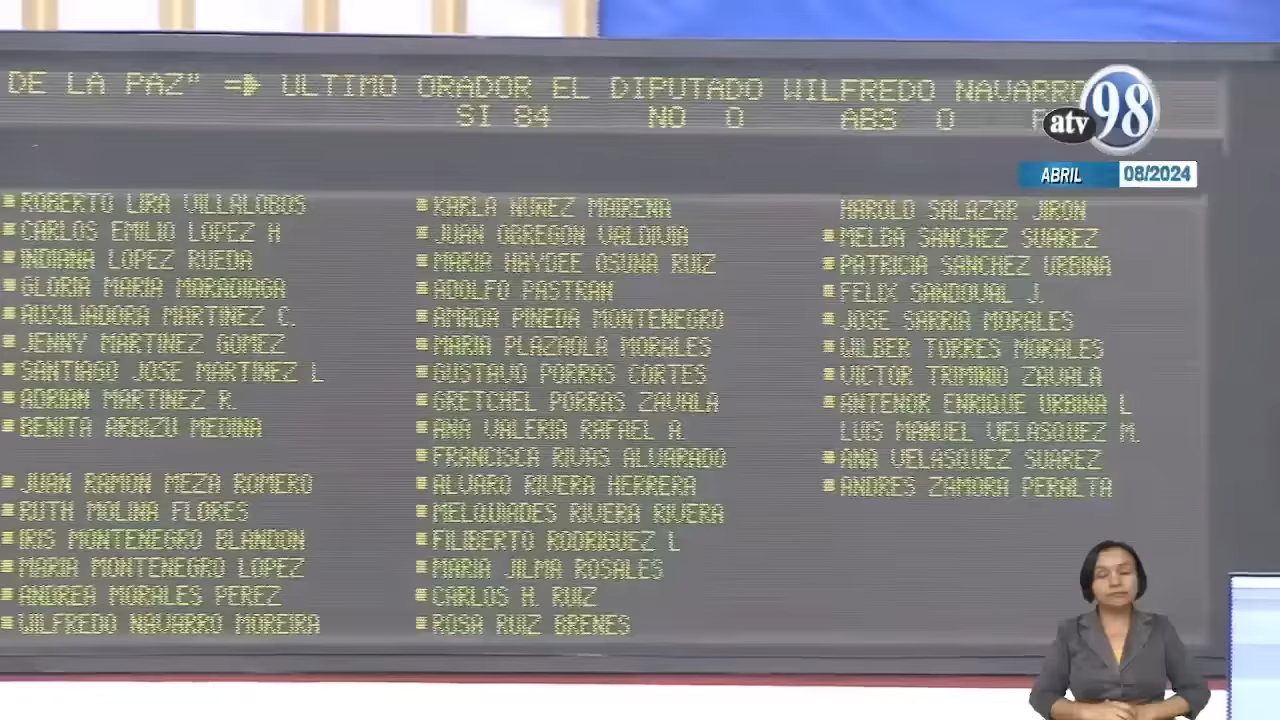 DE LA PAZ" => ULTIMO ORADOR EL DIPUTADO WILFREDO NAVARRO
SI 84 NO 0 ABS 0
atv 98
ABRIL 08/2024
ROBERTO LIRA VILLALOBOS
CARLOS EMILIO LOPEZ H
INDIANA LOPEZ RUEDA
GLORIA MARIA MARADIAGA
AUXILIADORA MARTINEZ C.
JENNY MARTINEZ GOMEZ
SANTIAGO JOSE MARTINEZ L
ADRIAN MARTINEZ R.
BENITA ARBIZU MEDINA
JUAN RAMON MEZA ROMERO
RUTH MOLINA FLORES
IRIS MONTENEGRO BLANDON
MARIA MONTENEGRO LOPEZ
ANDREA MORALES PEREZ
WILFREDO NAVARRO MOREIRA
KARLA NUÑEZ MAIRENA
JUAN OBREGON VALDIVIA
MARIA HAYDEE OSUNA RUIZ
ADOLFO PASTRAN
AMADA PINEDA MONTENEGRO
MARIA PLAZAOLA MORALES
GUSTAVO PORRAS CORTES
GRETCHEL PORRAS ZAVALA
ANA VALERIA RAFAEL A.
FRANCISCA RIVAS ALVARADO
ALVARO RIVERA HERRERA
MELQUIADES RIVERA RIVERA
FILIBERTO RODRIGUEZ L
MARIA JILMA ROSALES
CARLOS H. RUIZ
ROSA RUIZ BRENES
HAROLD SALAZAR JIRON
MELBA SANCHEZ SUAREZ
PATRICIA SANCHEZ URBINA
FELIX SANDOVAL J.
JOSE SARRIA MORALES
WILBER TORRES MORALES
VICTOR TRIMINIO ZAVALA
ANTENOR ENRIQUE URBINA L
LUIS MANUEL VELASQUEZ M.
ANA VELASQUEZ SUAREZ
ANDRES ZAMORA PERALTA